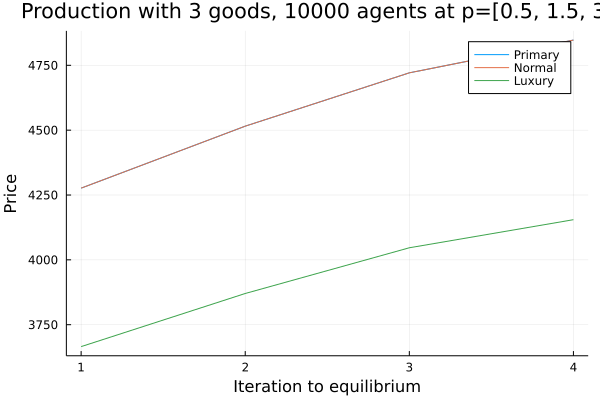 Production with 3 goods, 10000 agents at p=[0.5, 1.5, 3
4750
4500
4250
4000
3750
Price
1
2
3
4
Iteration to equilibrium
Primary
Normal
Luxury